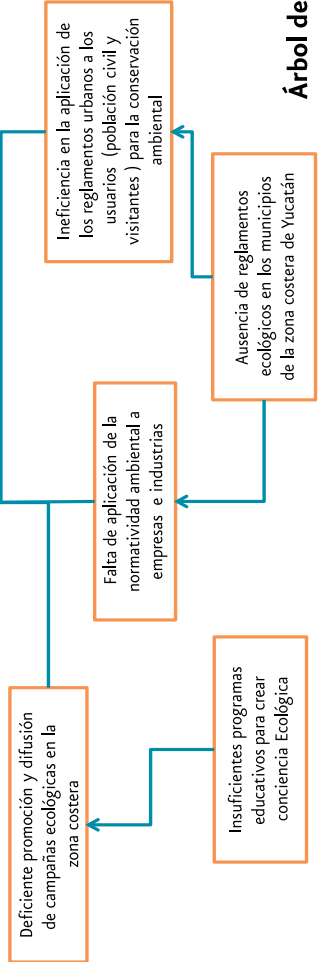 Deficiente promoción y difusión
de campañas ecológicas en la
zona costera
Falta de aplicación de la
normatividad ambiental a
empresas e industrias
Ineficiencia en la aplicación de
los reglamentos urbanos a los
usuarios (población civil y
visitantes ) para la conservación
ambiental
Insuficientes programas
educativos para crear
conciencia Ecológica
Ausencia de reglamentos
ecológicos en los municipios
de la zona costera de Yucatán
Árbol de